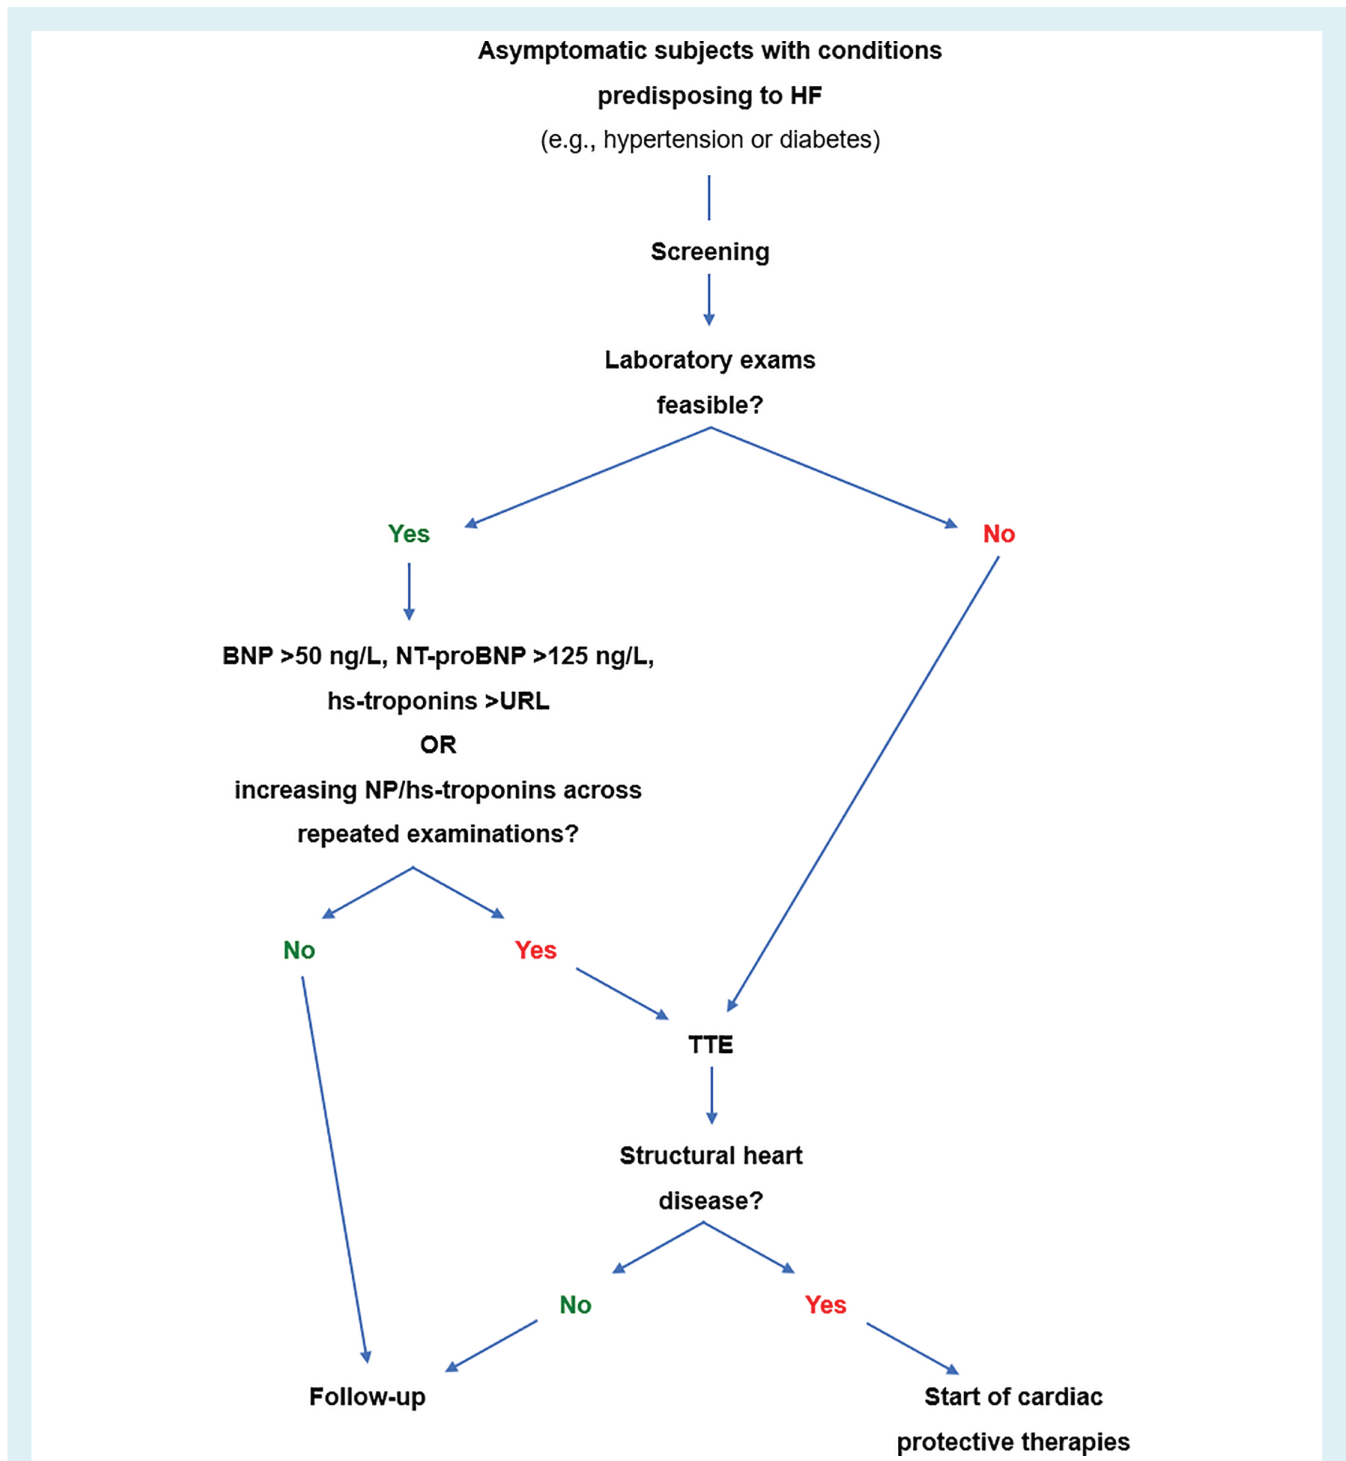 Asymptomatic subjects with conditions
predisposing to HF
(e.g., hypertension or diabetes)
Screening
Laboratory exams
feasible?
Yes
No
BNP >50 ng/L, NT-proBNP >125 ng/L,
hs-troponins >URL
OR
increasing NP/hs-troponins across
repeated examinations?
No
Yes
TTE
Structural heart
disease?
No
Yes
Follow-up
Start of cardiac
protective therapies